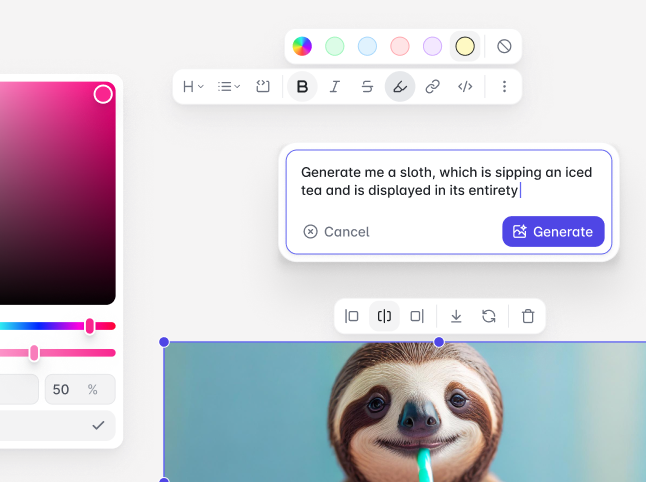 H
B
I
S
Generate me a sloth, which is sipping an iced
tea and is displayed in its entirety
Cancel
Generate
50 %